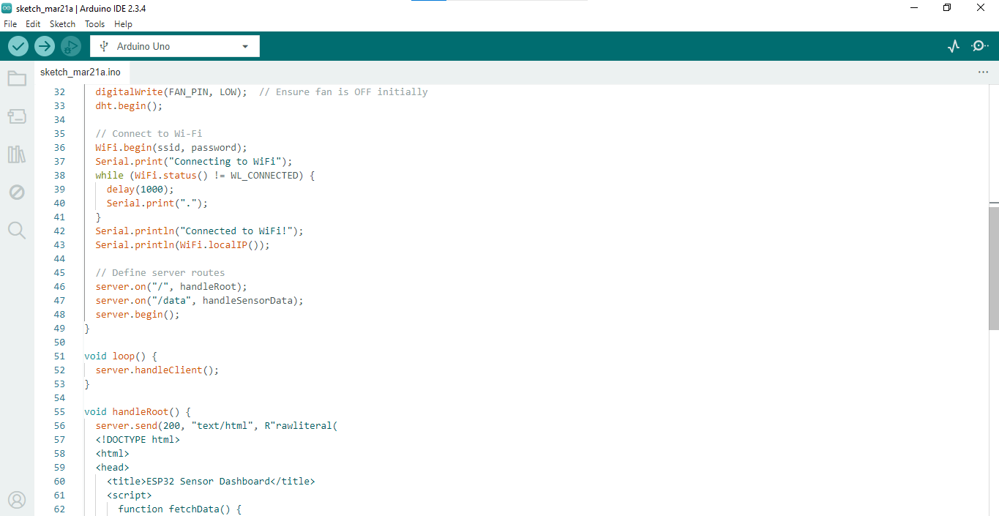 sketch_mar21a | Arduino IDE 2.3.4
File Edit Sketch Tools Help
Arduino Uno
sketch_mar21a.ino
32 digitalWrite(FAN_PIN, LOW);  // Ensure fan is OFF initially
33 dht.begin();
34
35 // Connect to Wi-Fi
36 WiFi.begin(ssid, password);
37 Serial.print("Connecting to WiFi");
38 while (WiFi.status() != WL_CONNECTED) {
39 delay(1000);
40 Serial.print(".");
41 }
42 Serial.println("Connected to WiFi!");
43 Serial.println(WiFi.localIP());
44
45 // Define server routes
46 server.on("/", handleRoot);
47 server.on("/data", handleSensorData);
48 server.begin();
49 }
50
51 void loop() {
52 server.handleClient();
53 }
54
55 void handleRoot() {
56 server.send(200, "text/html", R"rawliteral(
57 <!DOCTYPE html>
58 <html>
59 <head>
60 <title>ESP32 Sensor Dashboard</title>
61 <script>
62 function fetchData() {